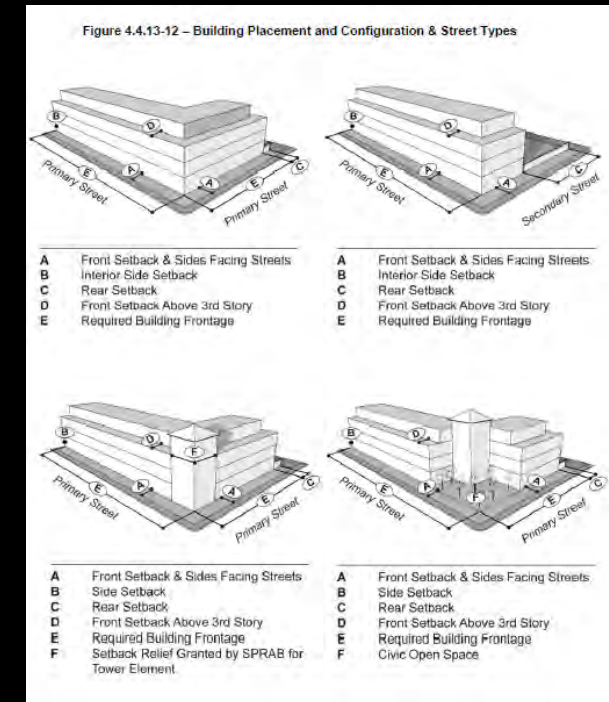 Figure 4.4.13-12 – Building Placement and Configuration & Street Types
B
D
E
A
A
E
C
Primary Street
Primary Street
A Front Setback & Sides Facing Streets
B Interior Side Setback
C Rear Setback
D Front Setback Above 3rd Story
E Required Building Frontage
B
D
E
A
A
C
Primary Street
Secondary Street
A Front Setback & Sides Facing Streets
B Interior Side Setback
C Rear Setback
D Front Setback Above 3rd Story
E Required Building Frontage
B
D
F
E
A
A
E
C
Primary Street
Primary Street
A Front Setback & Sides Facing Streets
B Side Setback
C Rear Setback
D Front Setback Above 3rd Story
E Required Building Frontage
F Setback Relief Granted by SPRAB for
Tower Element
B
D
E
A
F
A
E
C
Primary Street
Primary Street
A Front Setback & Sides Facing Streets
B Side Setback
C Rear Setback
D Front Setback Above 3rd Story
E Required Building Frontage
F Civic Open Space